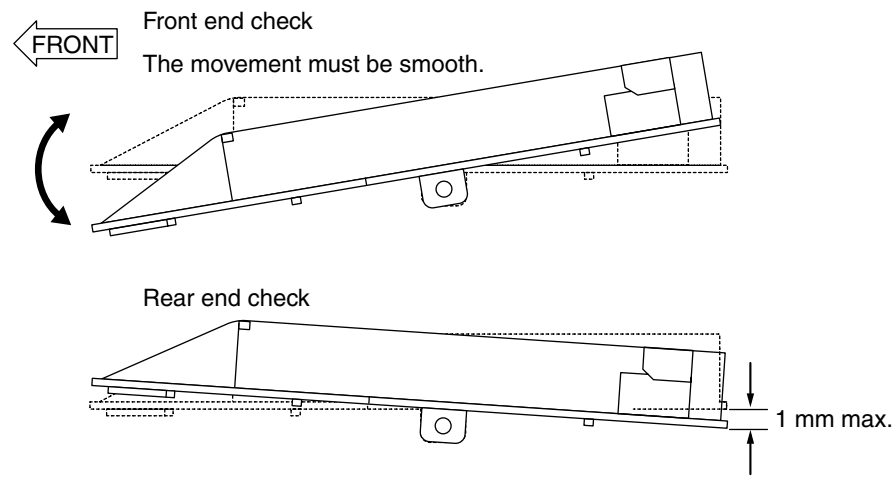 Front end check
FRONT
The movement must be smooth.
Rear end check
1 mm max.